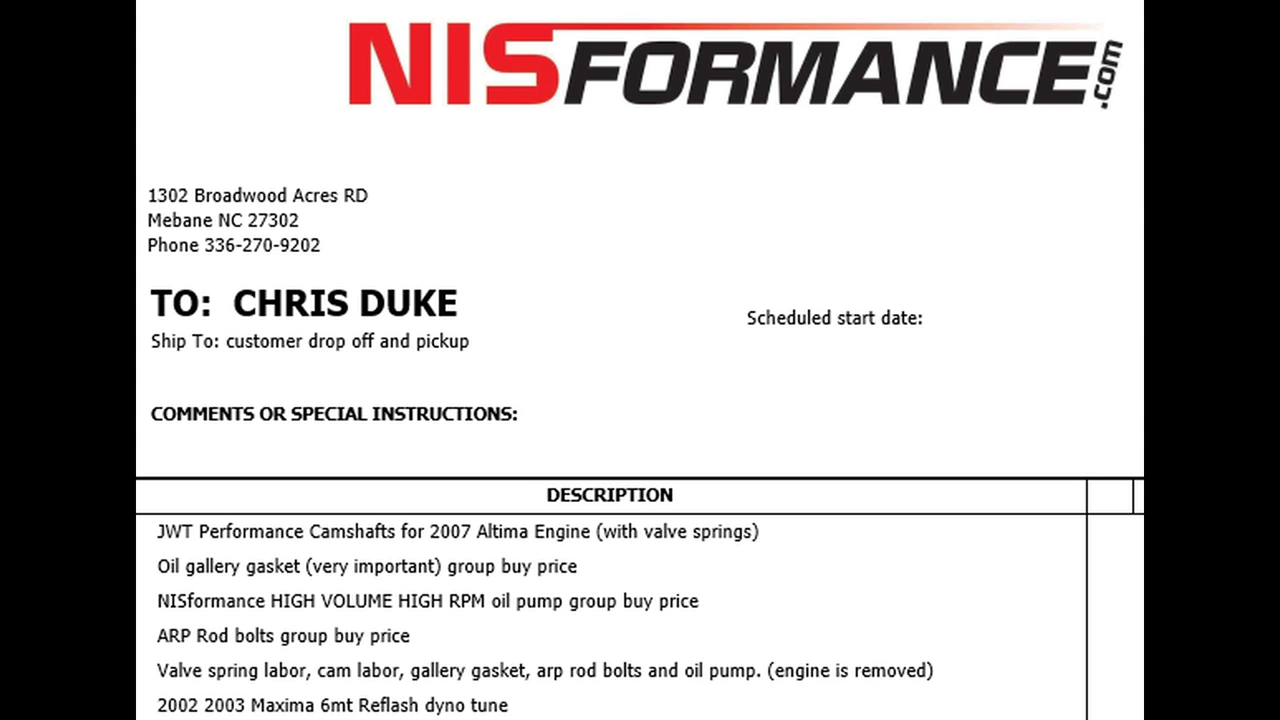 NISFORMANCE.com
1302 Broadwood Acres RD
Mebane NC 27302
Phone 336-270-9202
TO: CHRIS DUKE
Scheduled start date:
Ship To: customer drop off and pickup
COMMENTS OR SPECIAL INSTRUCTIONS:
DESCRIPTION
JWT Performance Camshafts for 2007 Altima Engine (with valve springs)
Oil gallery gasket (very important) group buy price
NISformance HIGH VOLUME HIGH RPM oil pump group buy price
ARP Rod bolts group buy price
Valve spring labor, cam labor, gallery gasket, arp rod bolts and oil pump. (engine is removed)
2002 2003 Maxima 6mt Reflash dyno tune